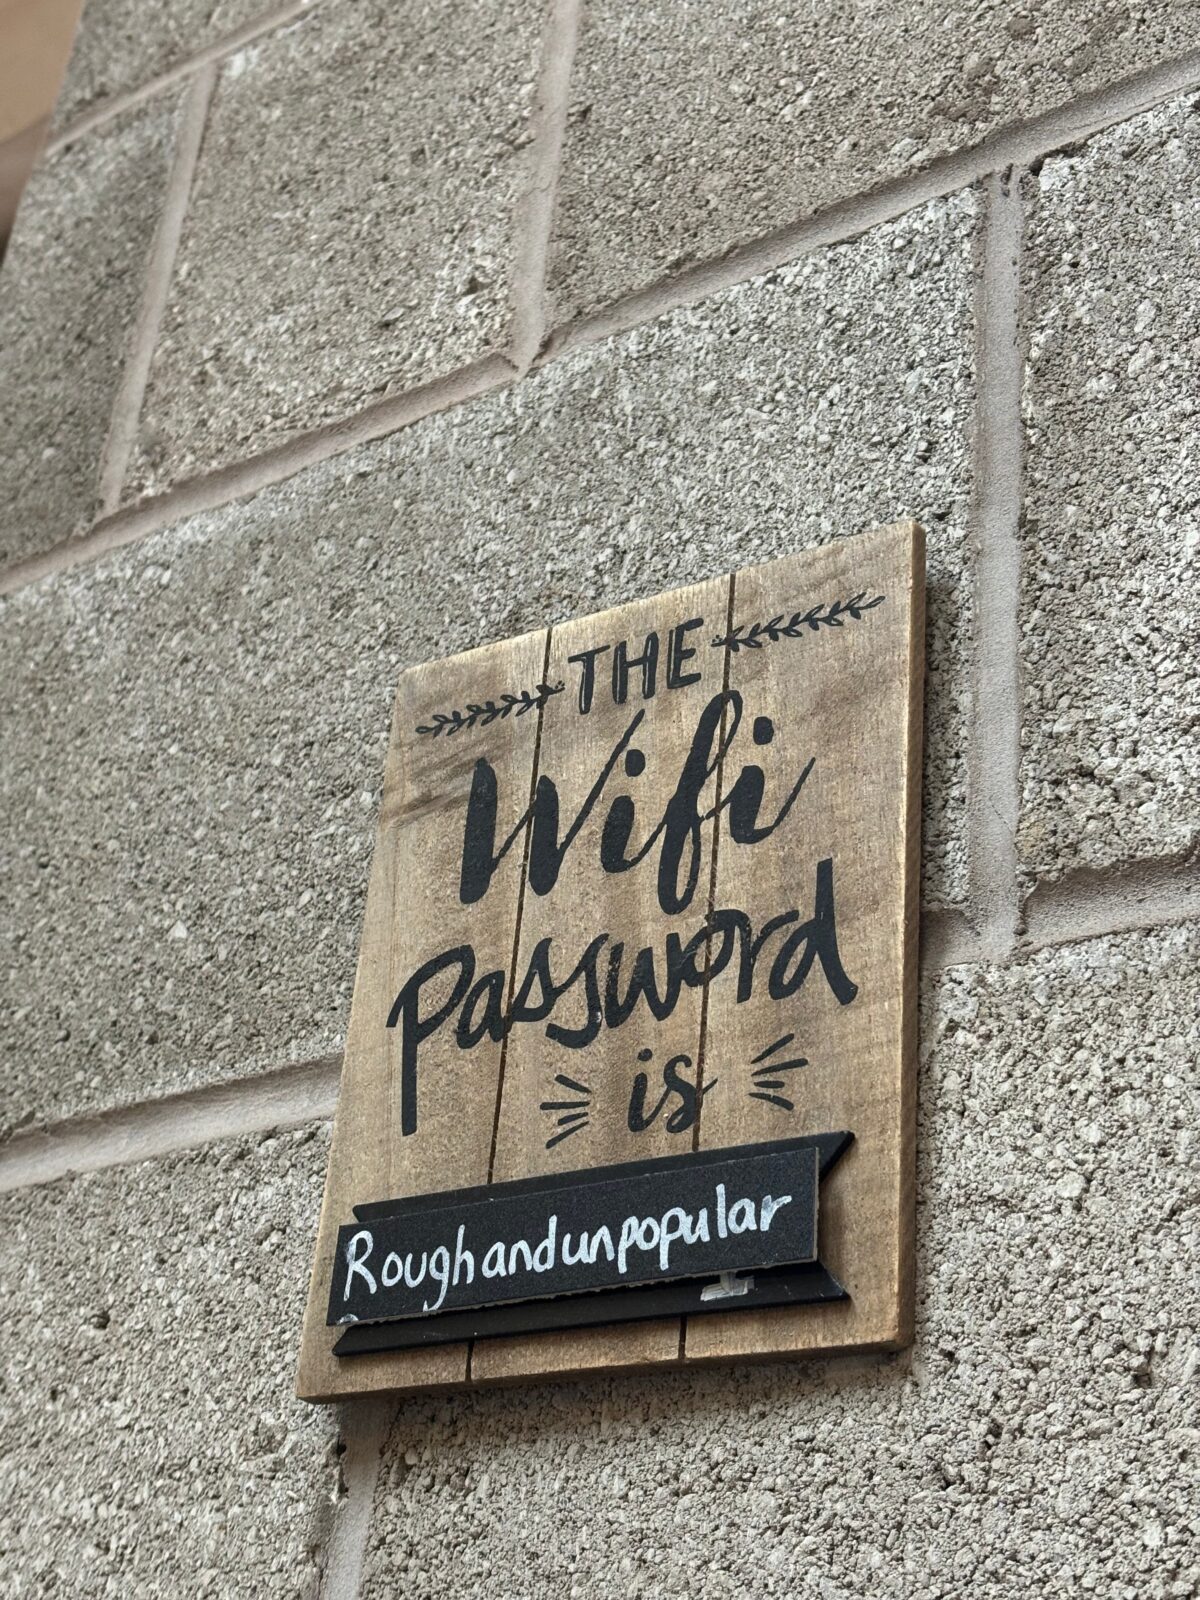 THE
Wifi
Password
is
Roughandunpopular